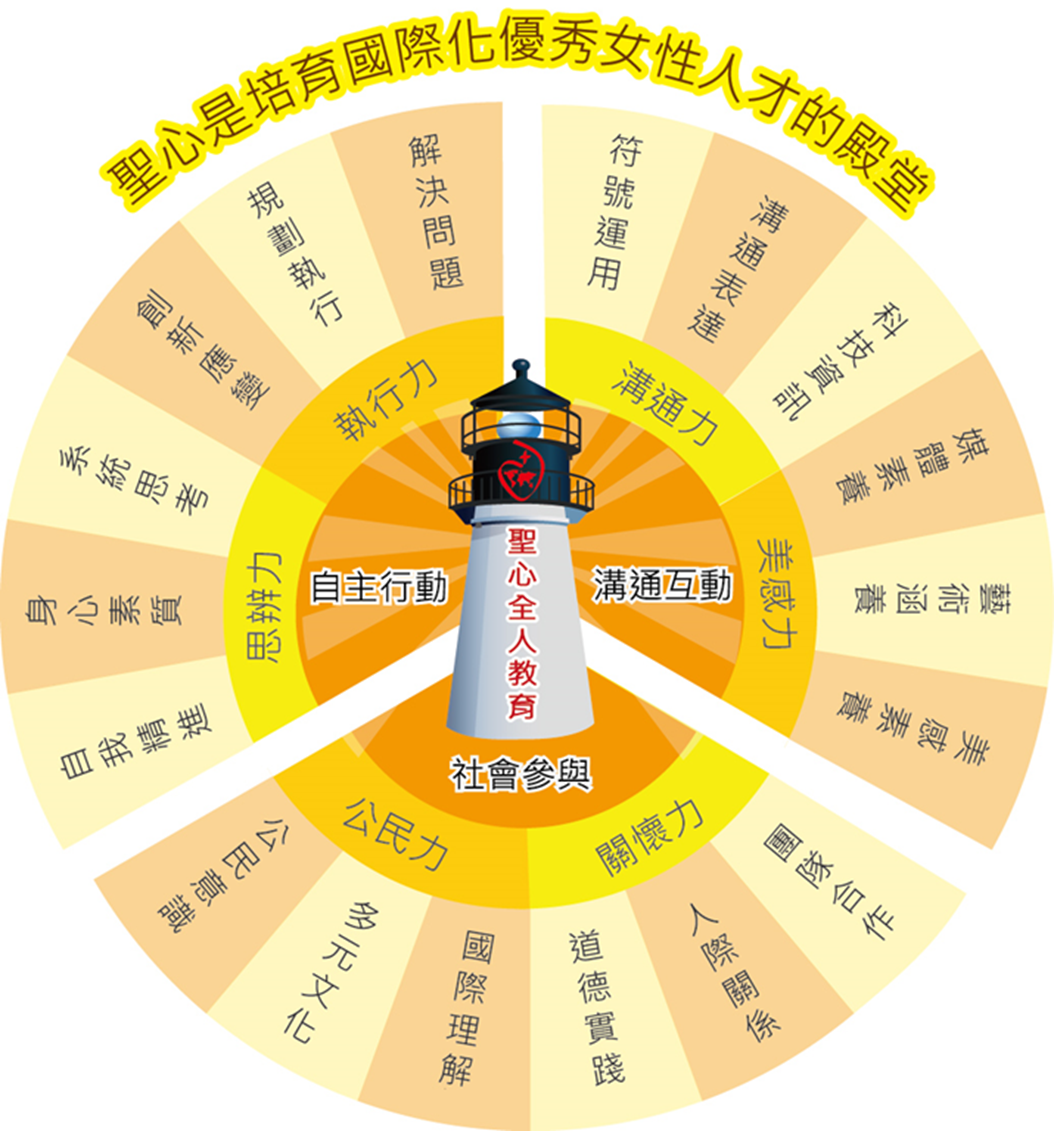 聖心是培育國際化優秀女性人才的殿堂
符號運用
溝通表達
科技資訊
媒體素養
藝術涵養
美感素養
團隊合作
人際關係
道德實踐
國際理解
多元文化
公民意識
自我精進
身心素質
系統思考
創新應變
規劃執行
解決問題
溝通力
美感力
關懷力
公民力
思辨力
執行力
自主行動
溝通互動
社會參與
聖心全人教育